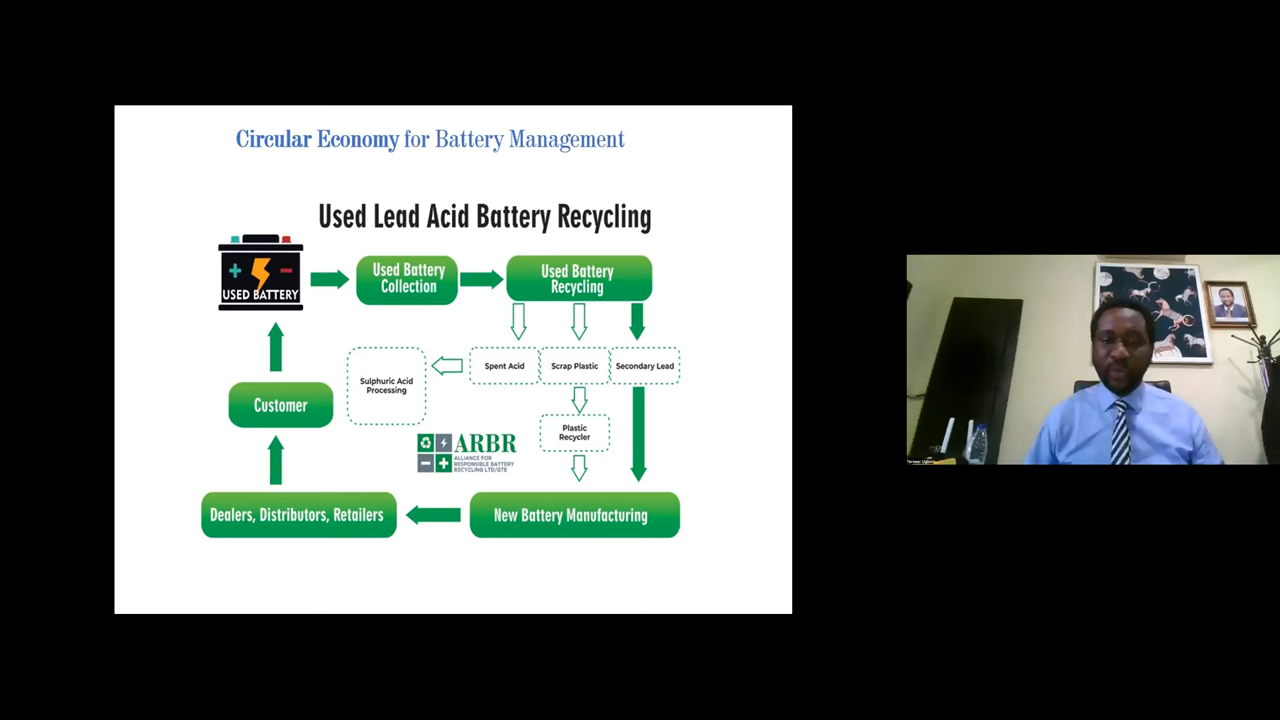 Circular Economy for Battery Management
Used Lead Acid Battery Recycling
USED BATTERY
Used Battery
Collection
Used Battery
Recycling
Spent Acid
Scrap Plastic
Secondary Lead
Sulphuric Acid
Processing
Customer
Plastic
Recycler
ARBR
ALLIANCE FOR
RESPONSIBLE BATTERY
RECYCLING LTD/GTE
Dealers, Distributors, Retailers
New Battery Manufacturing